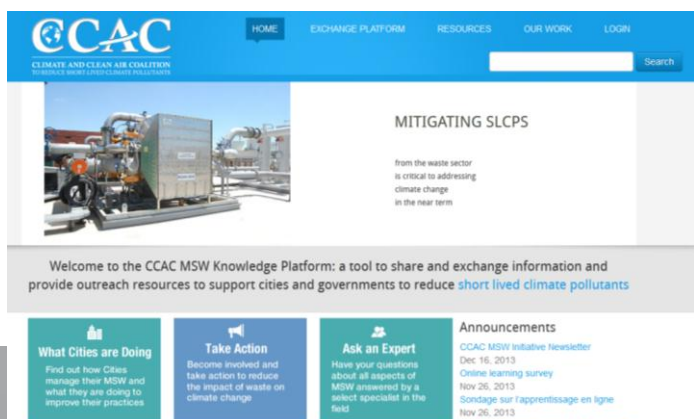 CCAC
CLIMATE AND CLEAN AIR COALITION
TO REDUCE SHORT LIVED CLIMATE POLLUTANTS
HOME
EXCHANGE PLATFORM
RESOURCES
OUR WORK
LOGIN
Search
MITIGATING SLCPS
from the waste sector
is critical to addressing
climate change
in the near term
Welcome to the CCAC MSW Knowledge Platform: a tool to share and exchange information and
provide outreach resources to support cities and governments to reduce short lived climate pollutants
What Cities are Doing
Find out how Cities
manage their MSW and
what they are doing to
improve their practices
Take Action
Become involved and
take action to reduce
the impact of waste on
climate change
Ask an Expert
Have your questions
about all aspects of
MSW answered by a
select specialist in the
field
Announcements
CCAC MSW Initiative Newsletter
Dec 16, 2013
Online learning survey
Nov 26, 2013
Sondage sur l'apprentissage en ligne
Nov 26, 2013